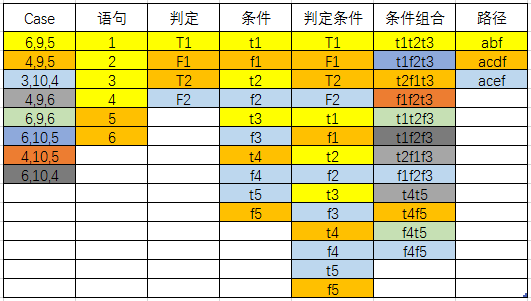 Case 语句 判定 条件 判定条件 条件组合 路径
6,9,5 1 T1 t1 T1 t1t2t3 abf
4,9,5 2 F1 f1 F1 t1f2t3 acdf
3,10,4 3 T2 t2 T2 t2f1t3 acef
4,9,6 4 F2 f2 F2 f1f2t3
6,9,6 5 t3 t1 t1t2f3
6,10,5 6 f3 f1 t1f2f3
4,10,5 t4 t2 t2f1f3
6,10,4 f4 f2 f1f2f3
t5 t3 t4t5
f5 f3 t4f5
t4 f4t5
f4 f4f5
t5
f5